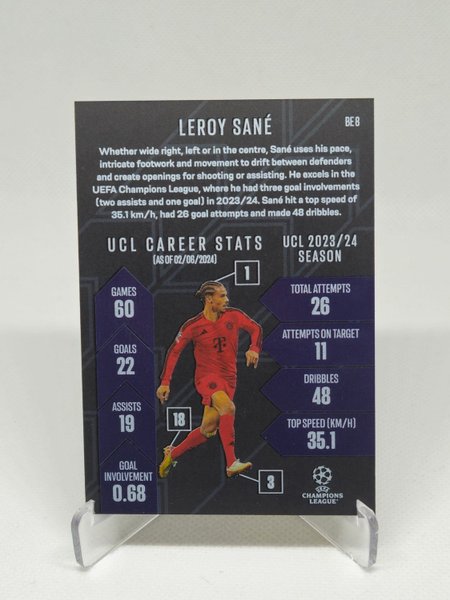 LEROY SANÉ
BE 8
Whether wide right, left or in the centre, Sané uses his pace,
intricate footwork and movement to drift between defenders
and create openings for shooting or assisting. He excels in the
UEFA Champions League, where he had three goal involvements
(two assists and one goal) in 2023/24. Sané hit a top speed of
35.1 km/h, had 26 goal attempts and made 48 dribbles.
UCL CAREER STATS
(AS OF 02/06/2024)
GAMES
60
GOALS
22
ASSISTS
19
GOAL
INVOLVEMENT
0.68
1
18
3
T
UCL 2023/24
SEASON
TOTAL ATTEMPTS
26
ATTEMPTS ON TARGET
11
DRIBBLES
48
TOP SPEED (KM/H)
35.1
UEFA
CHAMPIONS
LEAGUE